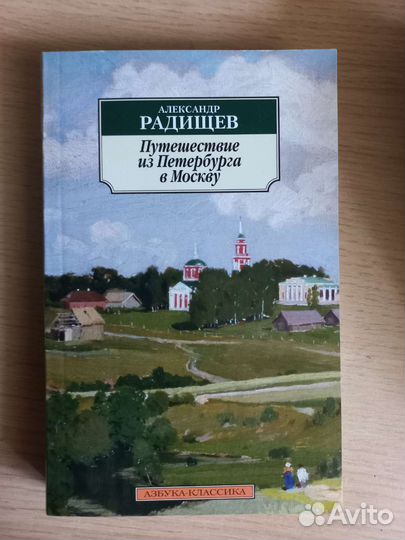 АЛЕКСАНДР
РАДИЩЕВ
Путешествие
из Петербурга
в Москву
АЗБУКА-КЛАССИКА
Avito